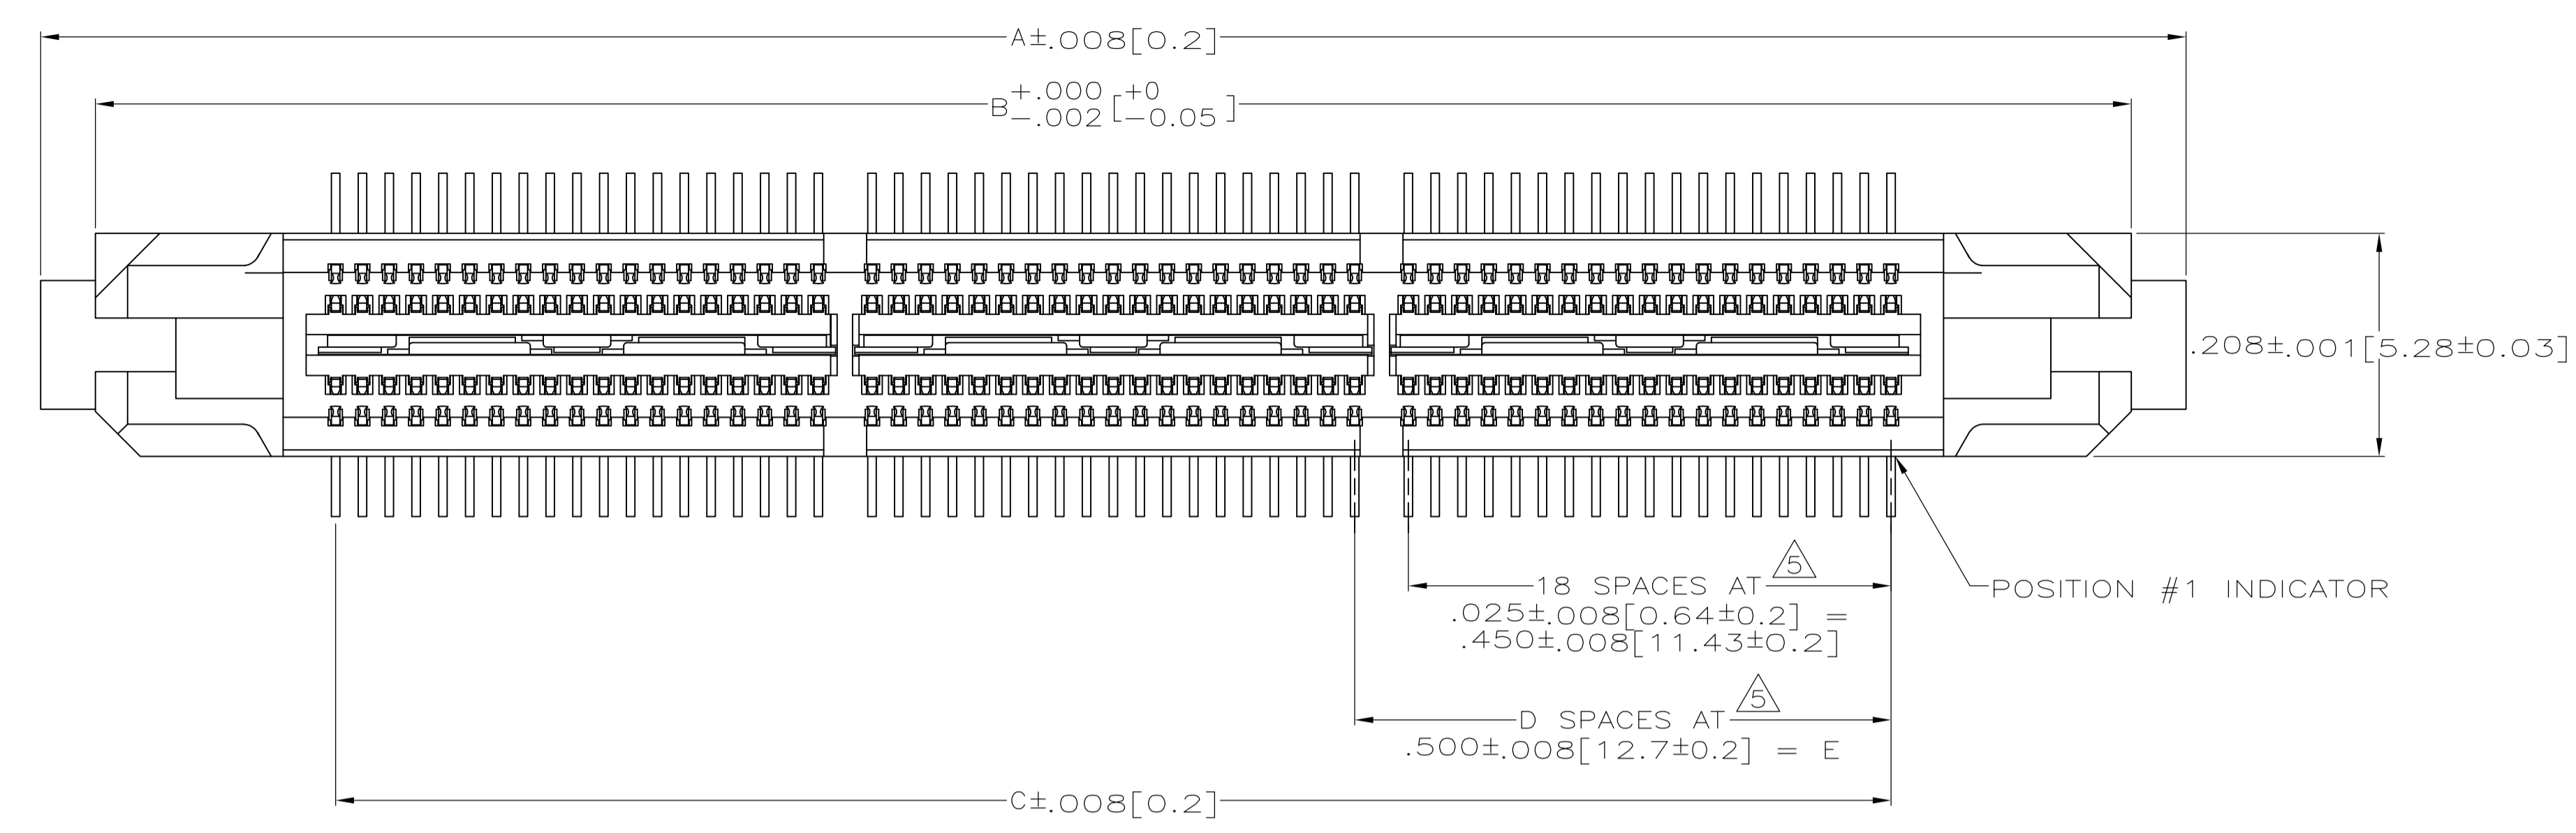 A±.008[0.2]
B +.000 -.002 [+0 -0.05]
.208±.001[5.28±0.03]
5
18 SPACES AT
.025±.008[0.64±0.2] =
.450±.008[11.43±0.2]
POSITION #1 INDICATOR
5
D SPACES AT
.500±.008[12.7±0.2] = E
C±.008[0.2]